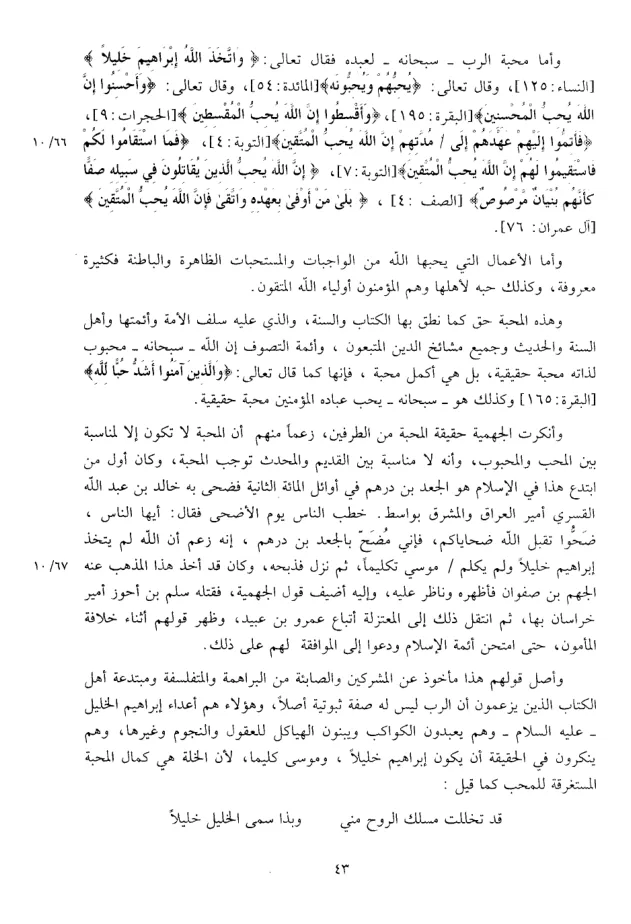 وأما محبة الرب ـ سبحانه ـ لعبده فقال تعالى: ﴿ وَاتَّخَذَ اللَّهُ إِبْرَاهِيمَ خَلِيلاً ﴾
[النساء: ١٢٥]، وقال تعالى: ﴿يُحِبُّهُمْ وَيُحِبُّونَه﴾[المائدة: ٥٤]، وقال تعالى: ﴿وَأَحْسِنُوا إِنَّ
اللَّهَ يُحِبُّ الْمُحْسِنِين﴾[البقرة: ١٩٥]، ﴿وَأَقْسِطُوا إِنَّ اللَّهَ يُحِبُّ الْمُقْسِطِين﴾[الحجرات: ٩]،
﴿فَأَتِمُّوا إِلَيْهِمْ عَهْدَهُمْ إِلَى / مُدَّتِهِمْ إِنَّ اللَّهَ يُحِبُّ الْمُتَّقِين﴾[التوبة: ٤]، ﴿فَمَا اسْتَقَامُوا لَكُمْ ١٠/٦٦
فَاسْتَقِيمُوا لَهُمْ إِنَّ اللَّهَ يُحِبُّ الْمُتَّقِين﴾[التوبة: ٧]، ﴿ إِنَّ اللَّهَ يُحِبُّ الَّذِينَ يُقَاتِلُونَ فِي سَبِيلِهِ صَفًّا
كَأَنَّهُم بُنْيَانٌ مَّرْصُوصٌ﴾ [الصف : ٤] ، ﴿ بَلَىٰ مَنْ أَوْفَىٰ بِعَهْدِهِ وَاتَّقَىٰ فَإِنَّ اللَّهَ يُحِبُّ الْمُتَّقِين ﴾
[آل عمران: ٧٦].
وأما الأعمال التي يحبها الله من الواجبات والمستحبات الظاهرة والباطنة فكثيرة
معروفة، وكذلك حبه لأهلها وهم المؤمنون أولياء الله المتقون.
وهذه المحبة حق كما نطق بها الكتاب والسنة، والذي عليه سلف الأمة وأئمتها وأهل
السنة والحديث وجميع مشائخ الدين المتبعون ، وأئمة التصوف إن الله ـ سبحانه ـ محبوب
لذاته محبة حقيقية، بل هي أكمل محبة ، فإنها كما قال تعالى: ﴿وَالَّذِينَ آمَنُوا أَشَدُّ حُبًّا لِّلَّه﴾
[البقرة: ١٦٥] وكذلك هو ـ سبحانه ـ يحب عباده المؤمنين محبة حقيقية.
وأنكرت الجهمية حقيقة المحبة من الطرفين، زعماً منهم أن المحبة لا تكون إلا لمناسبة
بين المحب والمحبوب، وأنه لا مناسبة بين القديم والمحدث توجب المحبة، وكان أول من
ابتدع هذا في الإسلام هو الجعد بن درهم في أوائل المائة الثانية فضحى به خالد بن عبد الله
القسري أمير العراق والمشرق بواسط. خطب الناس يوم الأضحى فقال: أيها الناس ،
ضَحُّوا تقبل الله ضحاياكم، فإني مُضَحٍّ بالجعد بن درهم ، إنه زعم أن الله لم يتخذ
إبراهيم خليلاً ولم يكلم / موسي تكليماً، ثم نزل فذبحه، وكان قد أخذ هذا المذهب عنه ١٠/٦٧
الجهم بن صفوان فأظهره وناظر عليه، وإليه أضيف قول الجهمية، فقتله سلم بن أحوز أمير
خراسان بها، ثم انتقل ذلك إلى المعتزلة أتباع عمرو بن عبيد، وظهر قولهم أثناء خلافة
المأمون، حتى امتحن أئمة الإسلام ودعوا إلى الموافقة لهم على ذلك.
وأصل قولهم هذا مأخوذ عن المشركين والصابئة من البراهمة والمتفلسفة ومبتدعة أهل
الكتاب الذين يزعمون أن الرب ليس له صفة ثبوتية أصلاً، وهؤلاء هم أعداء إبراهيم الخليل
ـ عليه السلام ـ وهم يعبدون الكواكب ويبنون الهياكل للعقول والنجوم وغيرها، وهم
ينكرون في الحقيقة أن يكون إبراهيم خليلاً ، وموسى كليما، لأن الخلة هي كمال المحبة
المستغرقة للمحب كما قيل :
قد تخللت مسلك الروح مني وبذا سمى الخليل خليلاً
٤٣